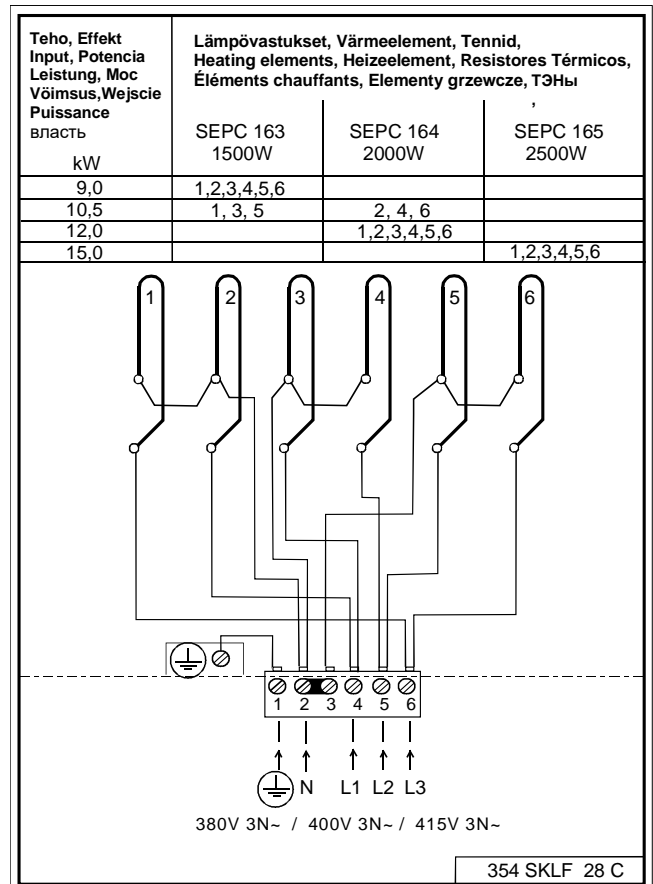 Teho, Effekt
Input, Potencia
Leistung, Moc
Vöimsus,Wejscie
Puissance
власть
kW
Lämpövastukset, Värmeelement, Tennid,
Heating elements, Heizeelement, Resistores Térmicos,
Éléments chauffants, Elementy grzewcze, ТЭНы
,
SEPC 163 SEPC 164 SEPC 165
1500W 2000W 2500W
9,0 1,2,3,4,5,6
10,5 1, 3, 5 2, 4, 6
12,0 1,2,3,4,5,6
15,0 1,2,3,4,5,6
1 2 3 4 5 6
1 2 3 4 5 6
N L1 L2 L3
380V 3N~ / 400V 3N~ / 415V 3N~
354 SKLF 28 C